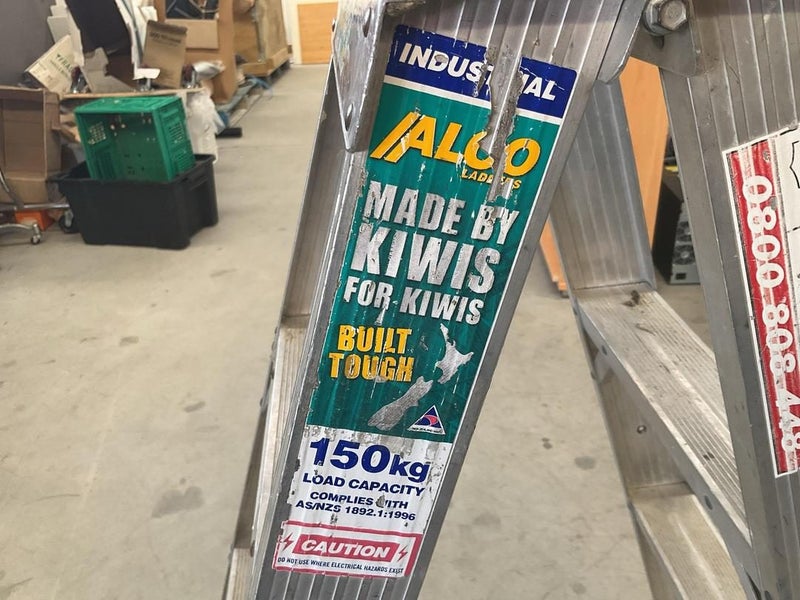 INDUSTRIAL
ALCO
LADDERS
MADE BY
KIWIS
FOR KIWIS
BUILT
TOUGH
150kg
LOAD CAPACITY
COMPLIES WITH
AS/NZS 1892.1:1996
CAUTION
DO NOT USE WHERE ELECTRICAL HAZARDS EXIST
0800 808 448